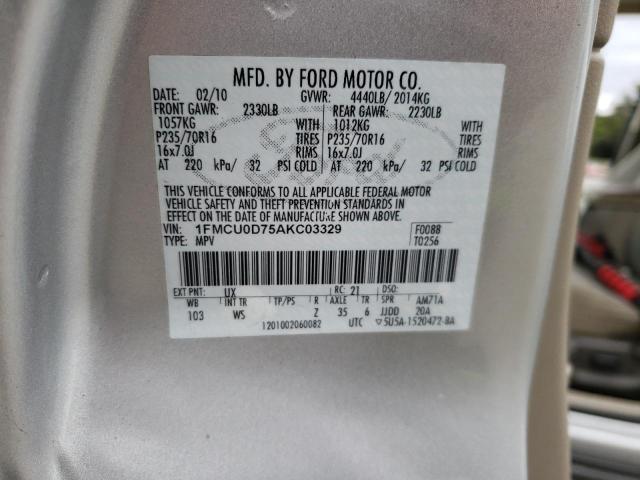 MFD. BY FORD MOTOR CO.
DATE: 02/10 GVWR: 4440LB/ 2014KG
FRONT GAWR: 2330LB REAR GAWR: 2230LB
1057KG WITH 1012KG WITH
P235/70R16 TIRES P235/70R16 TIRES
16x7.0J RIMS 16x7.0J RIMS
AT 220 kPa/ 32 PSI COLD AT 220 kPa/ 32 PSI COLD
THIS VEHICLE CONFORMS TO ALL APPLICABLE FEDERAL MOTOR
VEHICLE SAFETY AND THEFT PREVENTION STANDARDS IN
EFFECT ON THE DATE OF MANUFACTURE SHOWN ABOVE.
VIN: 1FMCU0D75AKC03329 F0088
TYPE: MPV T0256
EXT PNT: UX RC: 21 DSO:
WB INT TR TP/PS R AXLE TR SPR AM71A
103 WS Z 35 6 JJDD 20A
1201002060082 UTC 5U5A-1520472-BA
Ford